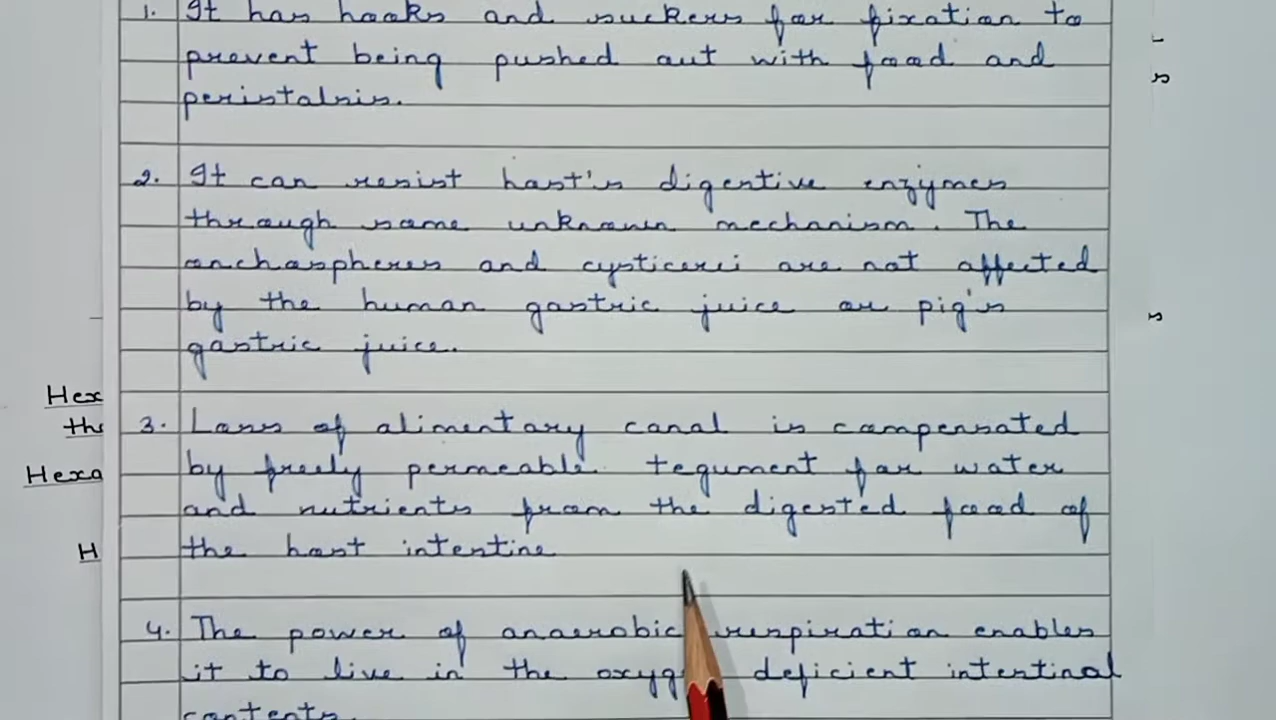 1. It has hooks and suckers for fixation to
prevent being pushed out with food and
peristalsis.
2. It can resist host's digestive enzymes
through some unknown mechanism. The
onchospheres and cysticerci are not affected
by the human gastric juice or pig's
gastric juice.
Hex
the
3. Loss of alimentary canal is compensated
by freely permeable tegument for water
Hexa
and nutrients from the digested food of
the host intestine
H
4. The power of anaerobic respiration enables
it to live in the deficient intestinal
contents.